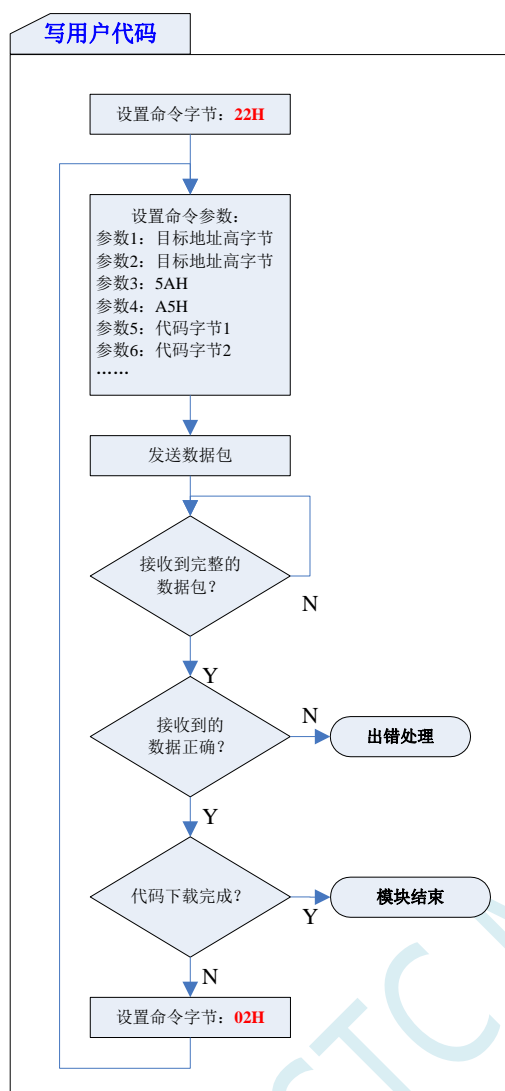 写用户代码
设置命令字节：22H
设置命令参数：
参数1：目标地址高字节
参数2：目标地址高字节
参数3：5AH
参数4：A5H
参数5：代码字节1
参数6：代码字节2
……
发送数据包
接收到完整的
数据包？
N
Y
接收到的
数据正确？
N
出错处理
Y
代码下载完成？
Y
模块结束
N
设置命令字节：02H
STC M